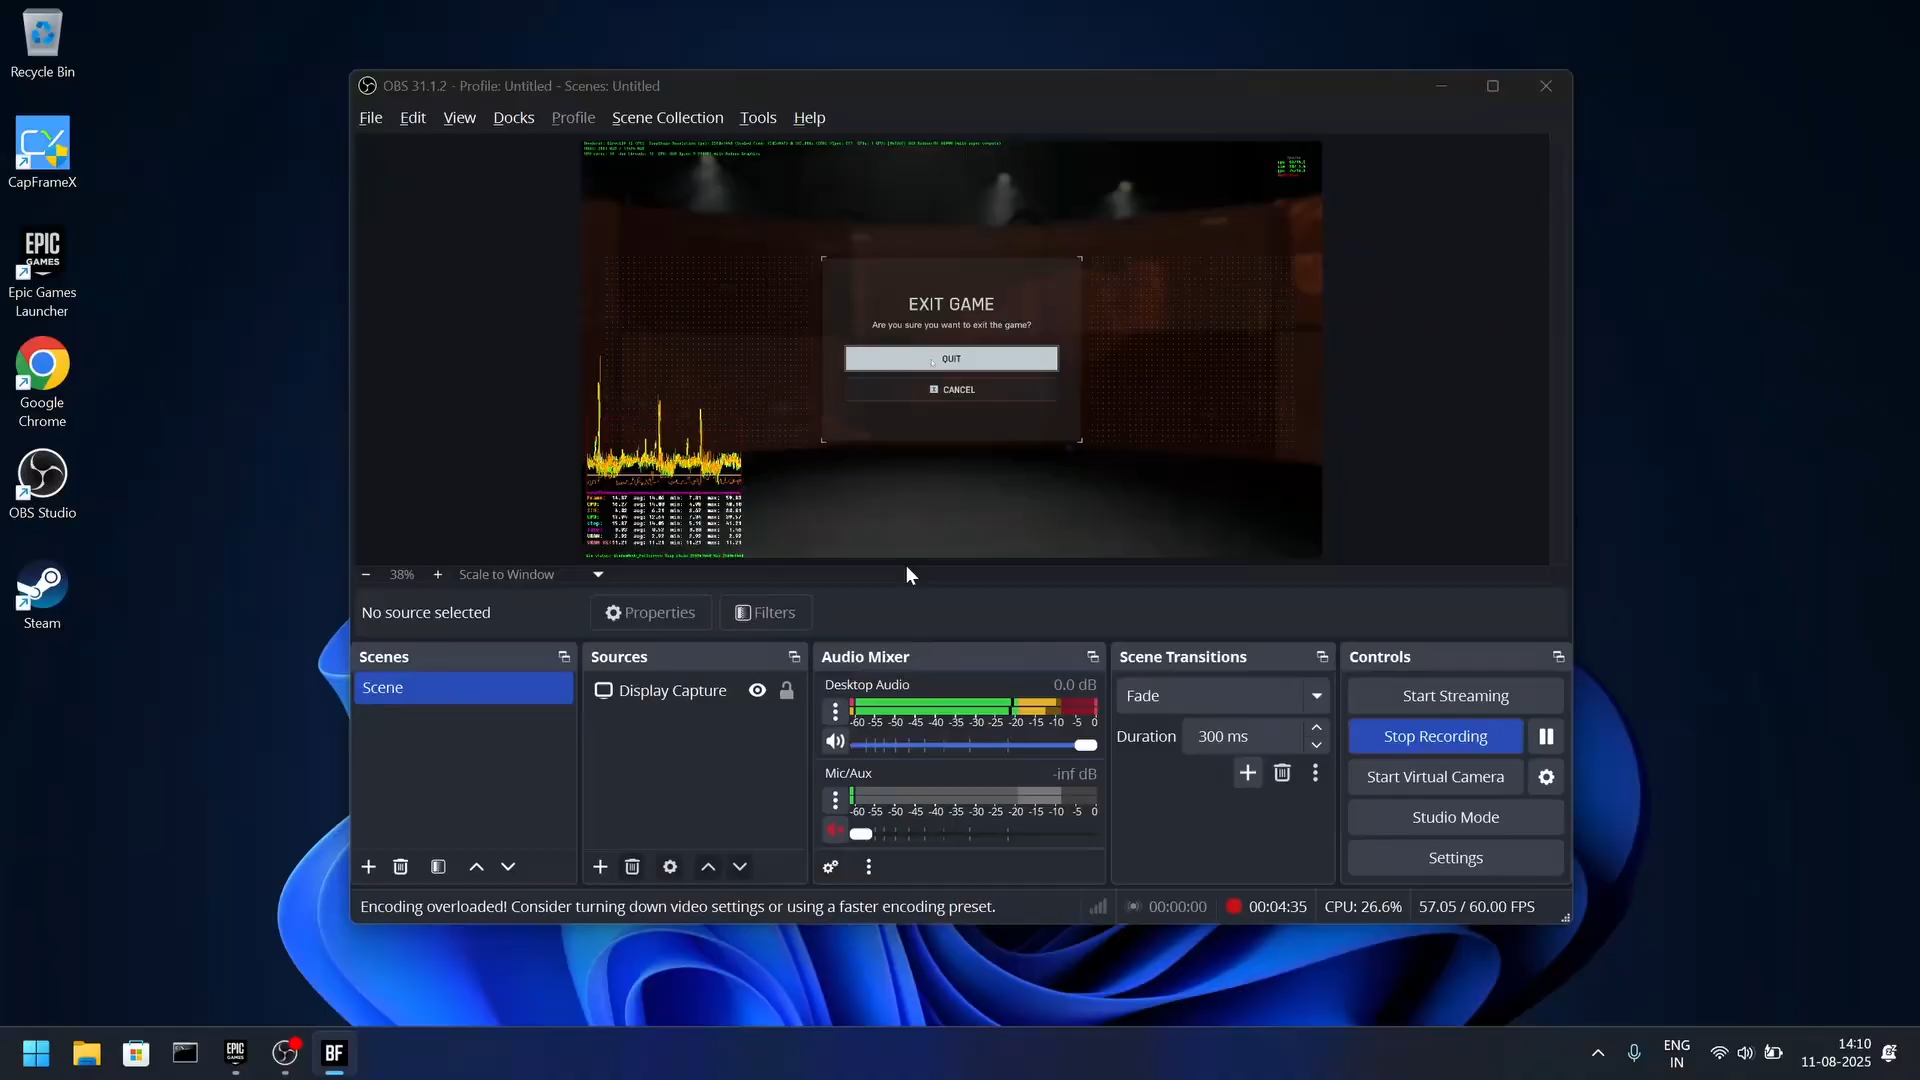 Recycle Bin
CapFrameX
EPIC
GAMES
Epic Games
Launcher
Google
Chrome
OBS Studio
Steam
OBS 31.1.2 - Profile: Untitled - Scenes: Untitled
File Edit View Docks Profile Scene Collection Tools Help
EXIT GAME
Are you sure you want to exit the game?
QUIT
CANCEL
38% Scale to Window
No source selected
Properties
Filters
Scenes
Scene
Sources
Display Capture
Audio Mixer
Desktop Audio 0.0 dB
-60 -55 -50 -45 -40 -35 -30 -25 -20 -15 -10 -5 0
Mic/Aux -inf dB
-60 -55 -50 -45 -40 -35 -30 -25 -20 -15 -10 -5 0
Scene Transitions
Fade
Duration 300 ms
Controls
Start Streaming
Stop Recording
Start Virtual Camera
Studio Mode
Settings
Encoding overloaded! Consider turning down video settings or using a faster encoding preset.
00:00:00 00:04:35 CPU: 26.6% 57.05 / 60.00 FPS
EPIC
GAMES
BF
ENG
IN
14:10
11-08-2025